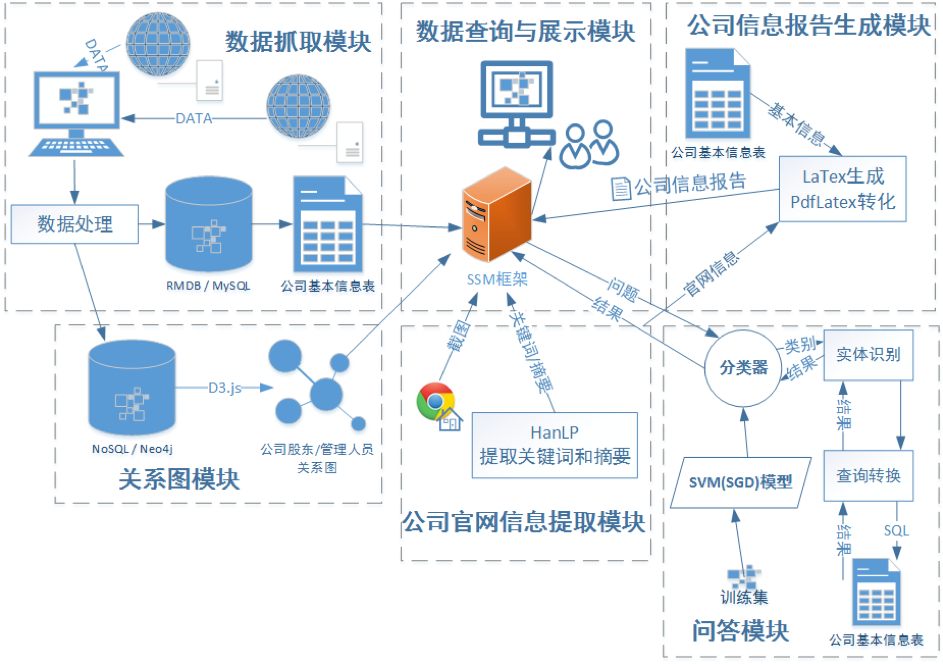 数据抓取模块
DATA
DATA
数据处理
RMDB / MySQL
公司基本信息表
数据查询与展示模块
SSM框架
公司信息报告生成模块
公司基本信息表
基本信息
LaTex生成
PdfLatex转化
公司信息报告
官网信息
问题
结果
NoSQL / Neo4j
D3.js
公司股东/管理人员
关系图
关系图模块
截图
关键词/摘要
HanLP
提取关键词和摘要
公司官网信息提取模块
分类器
类别
结果
实体识别
结果
查询转换
SVM(SGD)模型
结果
SQL
训练集
公司基本信息表
问答模块